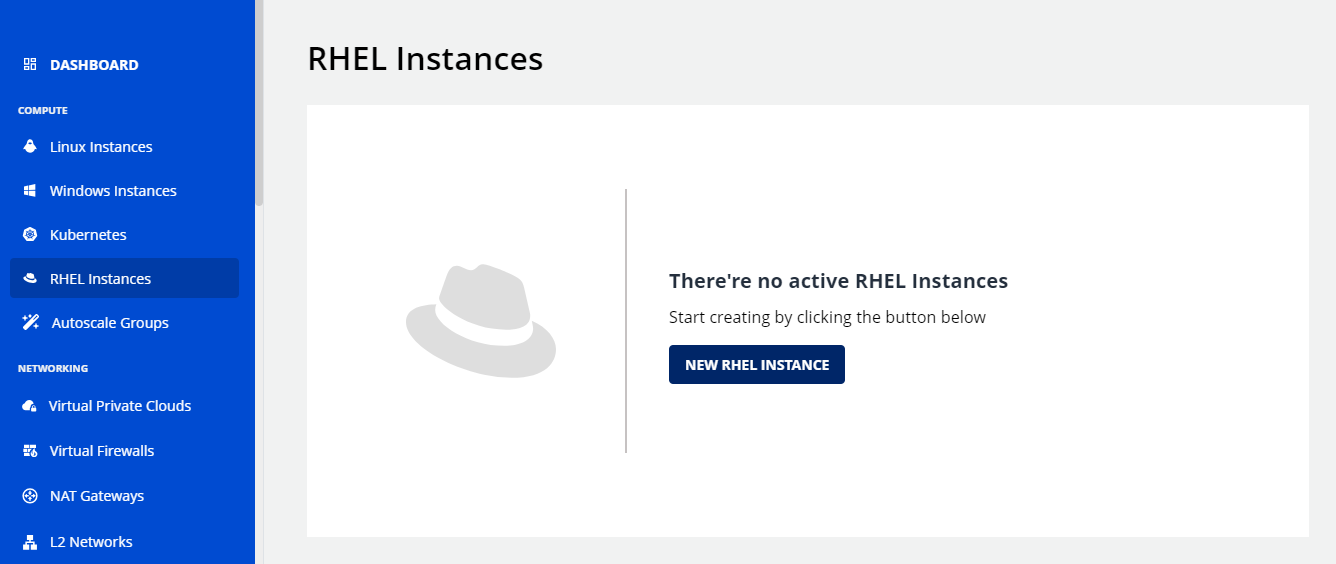 DASHBOARD
COMPUTE
Linux Instances
Windows Instances
Kubernetes
RHEL Instances
Autoscale Groups
NETWORKING
Virtual Private Clouds
Virtual Firewalls
NAT Gateways
L2 Networks
RHEL Instances
There're no active RHEL Instances
Start creating by clicking the button below
NEW RHEL INSTANCE